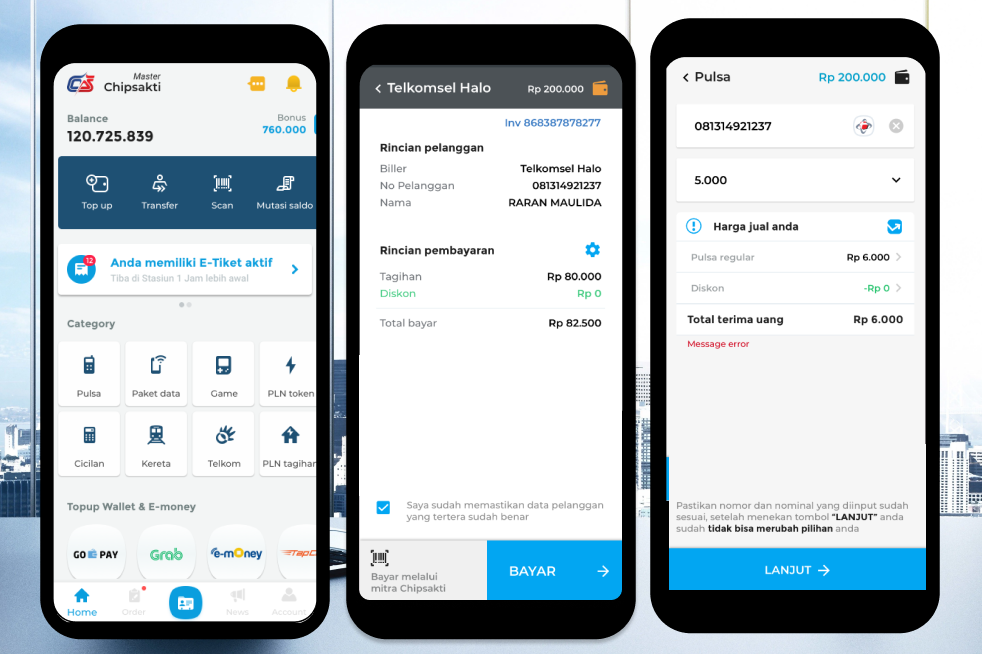 Master
Chipsakti
Balance
120.725.839
Bonus
760.000
Top up
Transfer
Scan
Mutasi saldo
12
Anda memiliki E-Tiket aktif
Tiba di Stasiun 1 Jam lebih awal
Category
Pulsa
Paket data
Game
PLN token
Cicilan
Kereta
Telkom
PLN tagihan
Topup Wallet & E-money
GO PAY
Grab
e-money
TapC
Home
Order
News
Account
Telkomsel Halo
Rp 200.000
Inv 868387878277
Rincian pelanggan
Biller Telkomsel Halo
No Pelanggan 081314921237
Nama RARAN MAULIDA
Rincian pembayaran
Tagihan Rp 80.000
Diskon Rp 0
Total bayar Rp 82.500
Saya sudah memastikan data pelanggan
yang tertera sudah benar
Bayar melalui
mitra Chipsakti
BAYAR
Pulsa
Rp 200.000
081314921237
5.000
Harga jual anda
Pulsa regular Rp 6.000
Diskon -Rp 0
Total terima uang Rp 6.000
Message error
Pastikan nomor dan nominal yang diinput sudah
sesuai, setelah menekan tombol "LANJUT" anda
sudah tidak bisa merubah pilihan anda
LANJUT